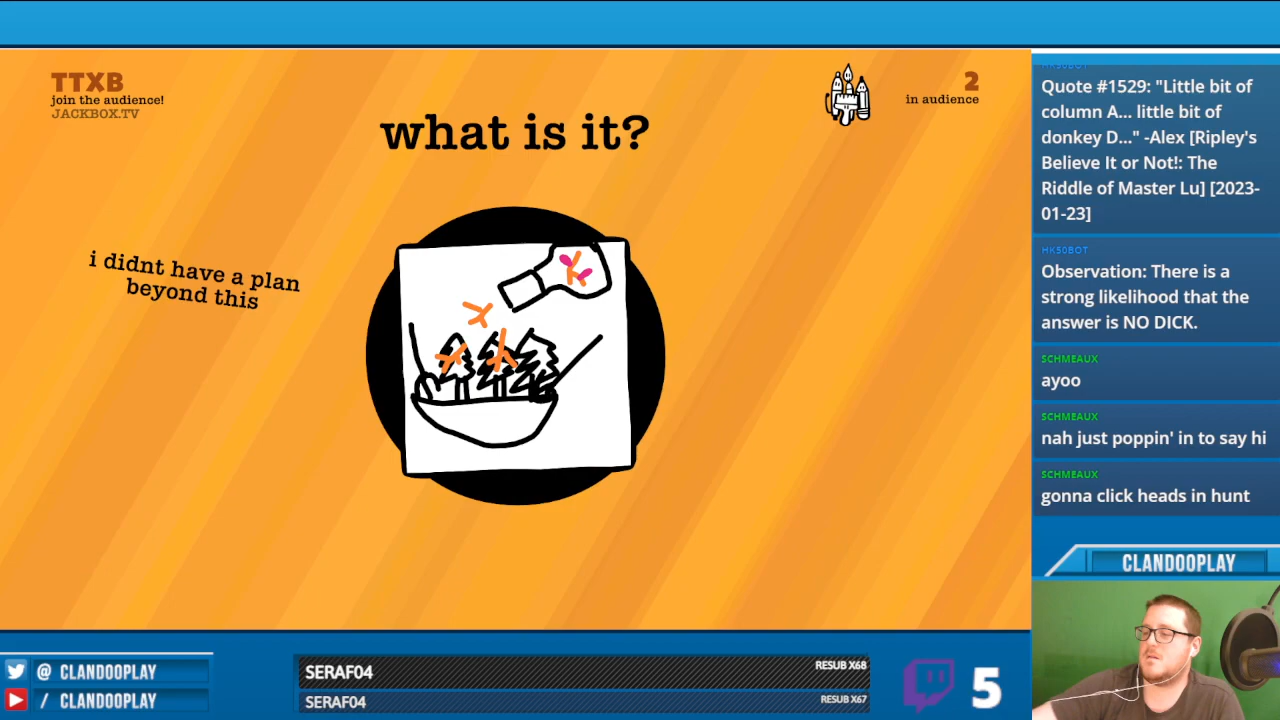 TTXB
join the audience!
JACKBOX.TV
2
in audience
what is it?
i didnt have a plan
beyond this
Quote #1529: "Little bit of
column A... little bit of
donkey D..." -Alex [Ripley's
Believe It or Not!: The
Riddle of Master Lu] [2023-
01-23]
HK50BOT
Observation: There is a
strong likelihood that the
answer is NO DICK.
SCHMEAUX
ayoo
SCHMEAUX
nah just poppin' in to say hi
SCHMEAUX
gonna click heads in hunt
CLANDOOPLAY
@ CLANDOOPLAY
/ CLANDOOPLAY
SERAF04
RESUB X68
SERAF04
RESUB X67
5